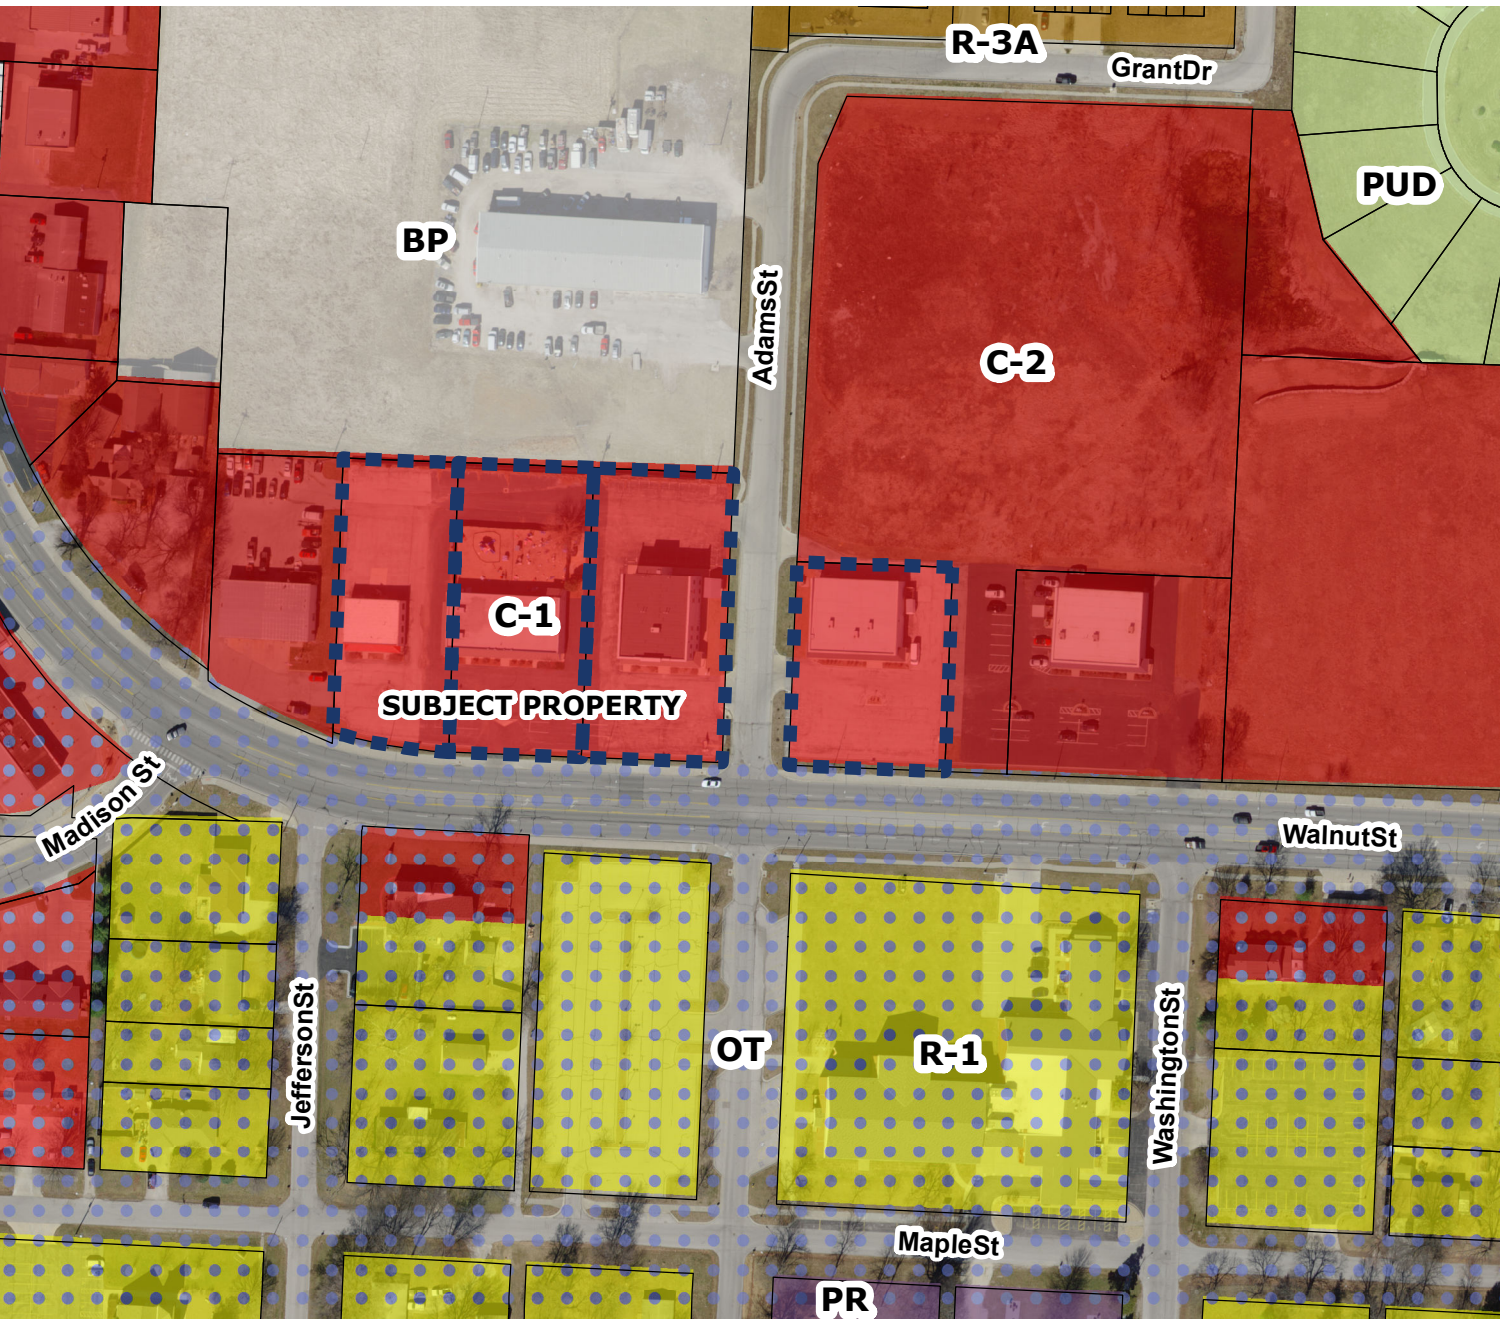 R-3A
GrantDr
PUD
BP
AdamsSt
C-2
C-1
SUBJECT PROPERTY
Madison St
WalnutSt
JeffersonSt
OT
R-1
WashingtonSt
MapleSt
PR